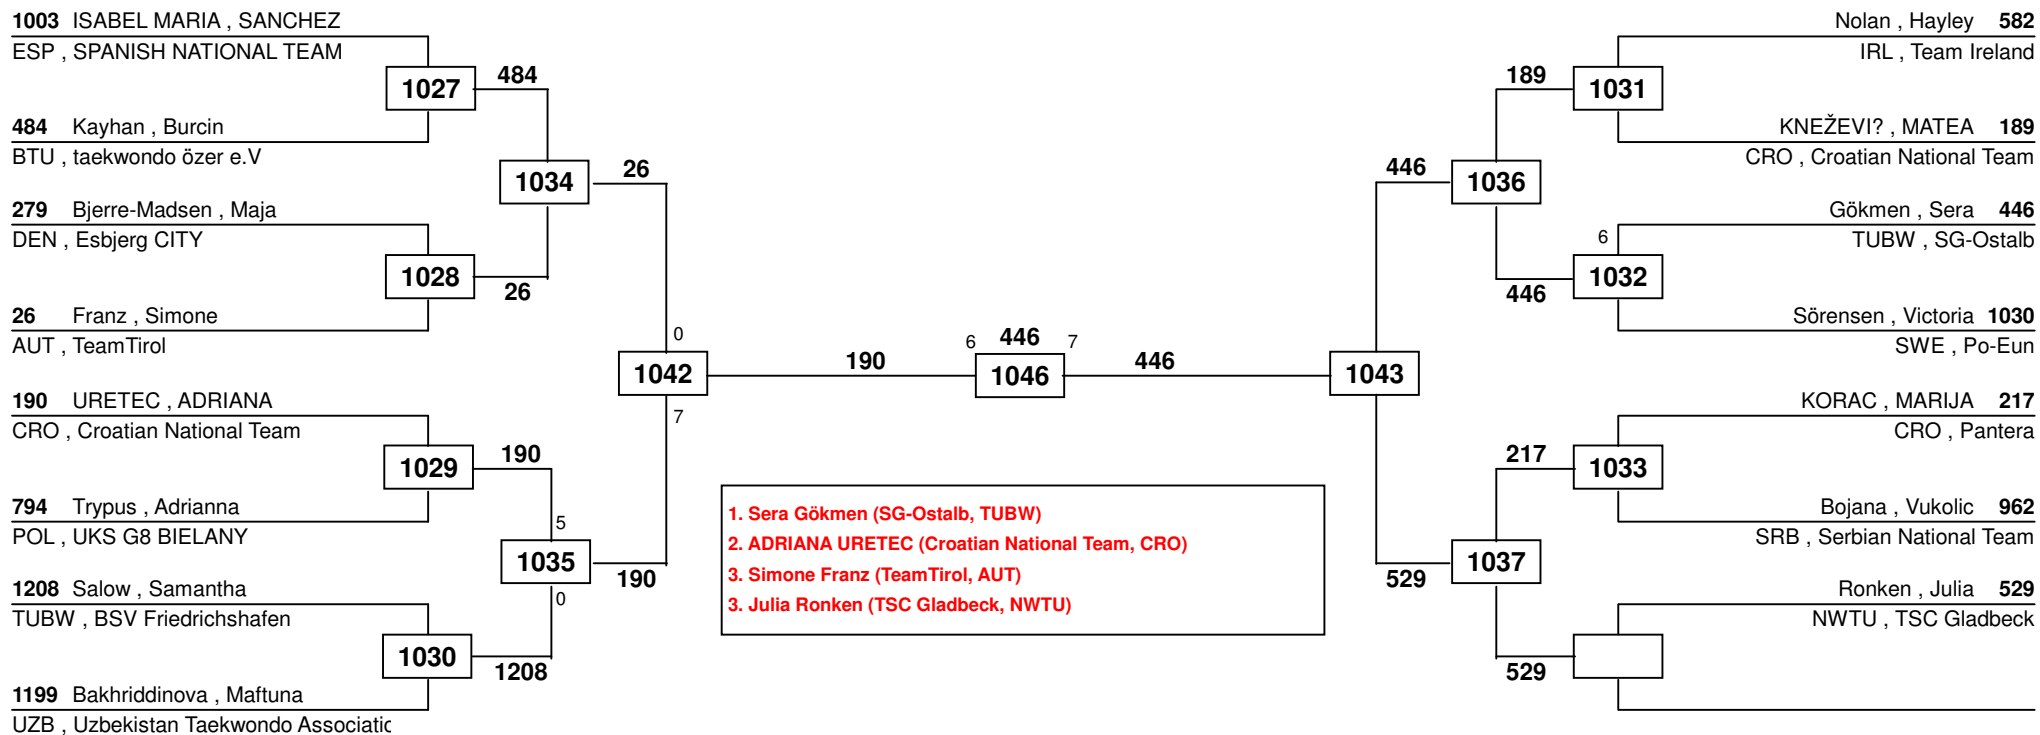 1003 ISABEL MARIA , SANCHEZ
ESP , SPANISH NATIONAL TEAM
1027
484
484 Kayhan , Burcin
BTU , taekwondo özer e.V
1034
26
279 Bjerre-Madsen , Maja
DEN , Esbjerg CITY
1028
26
26 Franz , Simone
AUT , TeamTirol
0
1042
7
190
190 URETEC , ADRIANA
CRO , Croatian National Team
1029
190
794 Trypus , Adrianna
POL , UKS G8 BIELANY
5
1035
0
190
1208 Salow , Samantha
TUBW , BSV Friedrichshafen
1030
1208
1199 Bakhriddinova , Maftuna
UZB , Uzbekistan Taekwondo Associatic
6 446 7
1046
446
1. Sera Gökmen (SG-Ostalb, TUBW)
2. ADRIANA URETEC (Croatian National Team, CRO)
3. Simone Franz (TeamTirol, AUT)
3. Julia Ronken (TSC Gladbeck, NWTU)
Nolan , Hayley 582
IRL , Team Ireland
189
1031
KNEŽEVI? , MATEA 189
CRO , Croatian National Team
446
1036
Gökmen , Sera 446
TUBW , SG-Ostalb
6
1032
446
Sörensen , Victoria 1030
SWE , Po-Eun
1043
KORAC , MARIJA 217
CRO , Pantera
217
1033
Bojana , Vukolic 962
SRB , Serbian National Team
1037
529
Ronken , Julia 529
NWTU , TSC Gladbeck
529